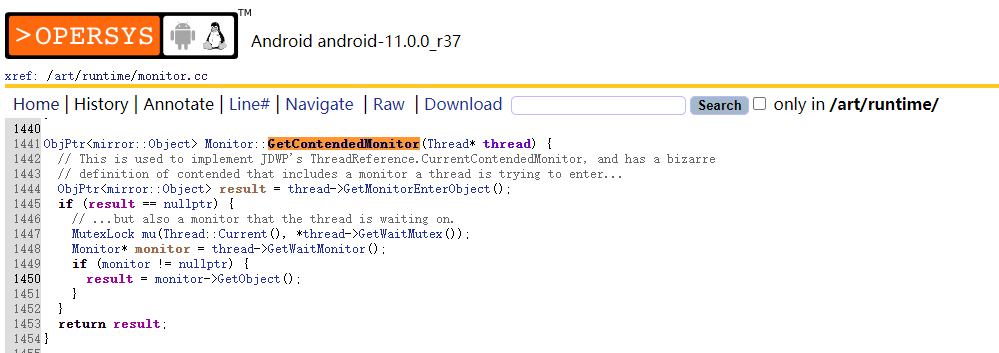 >OPERSYS
TM
Android android-11.0.0_r37
xref: /art/runtime/monitor.cc
Home | History | Annotate | Line# | Navigate | Raw | Download Search only in /art/runtime/
1440
1441 ObjPtr<mirror::Object> Monitor::GetContendedMonitor(Thread* thread) {
1442   // This is used to implement JDWP's ThreadReference.CurrentContendedMonitor, and has a bizarre
1443   // definition of contended that includes a monitor a thread is trying to enter...
1444   ObjPtr<mirror::Object> result = thread->GetMonitorEnterObject();
1445   if (result == nullptr) {
1446     // ...but also a monitor that the thread is waiting on.
1447     MutexLock mu(Thread::Current(), *thread->GetWaitMutex());
1448     Monitor* monitor = thread->GetWaitMonitor();
1449     if (monitor != nullptr) {
1450       result = monitor->GetObject();
1451     }
1452   }
1453   return result;
1454 }